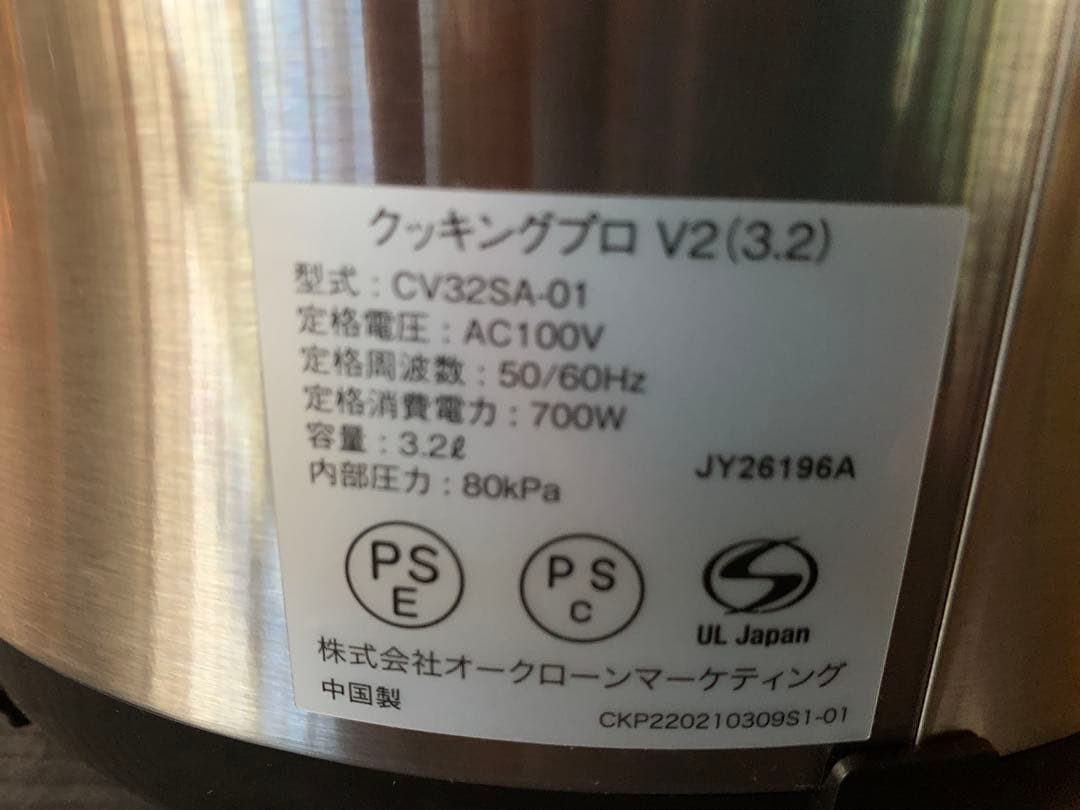 クッキングプロ V2(3.2)
型式 : CV32SA-01
定格電圧 : AC100V
定格周波数 : 50/60Hz
定格消費電力 : 700W
容量 : 3.2ℓ
内部圧力 : 80kPa
JY26196A
PS
E
PS
C
UL Japan
株式会社オークローンマーケティング
中国製
CKP220210309S1-01